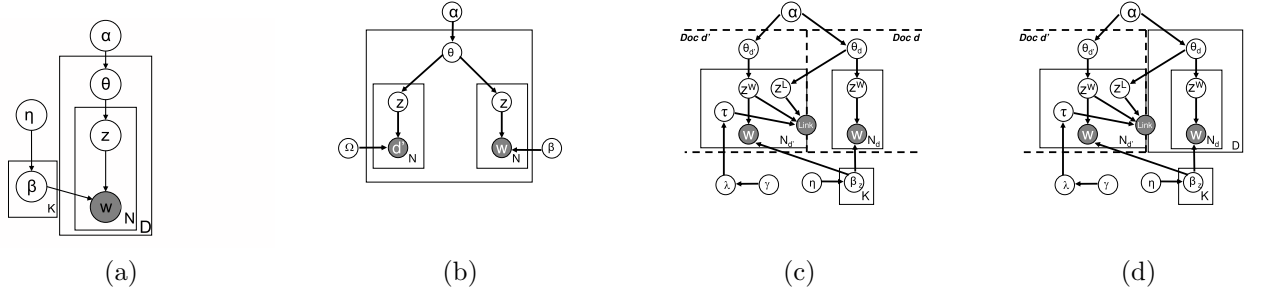 α
θ
η
z
β
K
w
N
D
(a)
α
θ
z
z
Ω
d'
N
w
N
β
(b)
α
Doc d'
Doc d
θd'
θd
zW
zL
zW
τ
Link
w
Nd'
w
Nd
λ
γ
η
βz
K
(c)
α
Doc d'
θd'
θd
zW
zL
zW
τ
Link
w
Nd'
w
Nd
D
λ
γ
η
βz
K
(d)